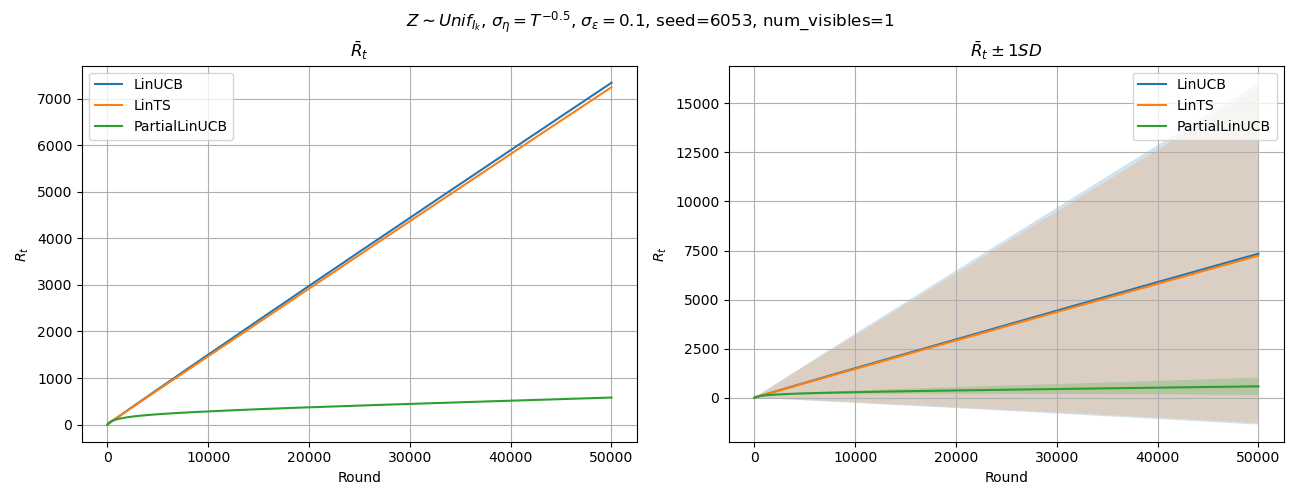 Z ∼ Unif_{I_k}, σ_η = T^{−0.5}, σ_ε = 0.1, seed=6053, num_visibles=1
R̄_t
7000
6000
5000
4000
3000
2000
1000
0
R_t
LinUCB
LinTS
PartialLinUCB
0 10000 20000 30000 40000 50000
Round
R̄_t ± 1SD
15000
12500
10000
7500
5000
2500
0
R_t
LinUCB
LinTS
PartialLinUCB
0 10000 20000 30000 40000 50000
Round